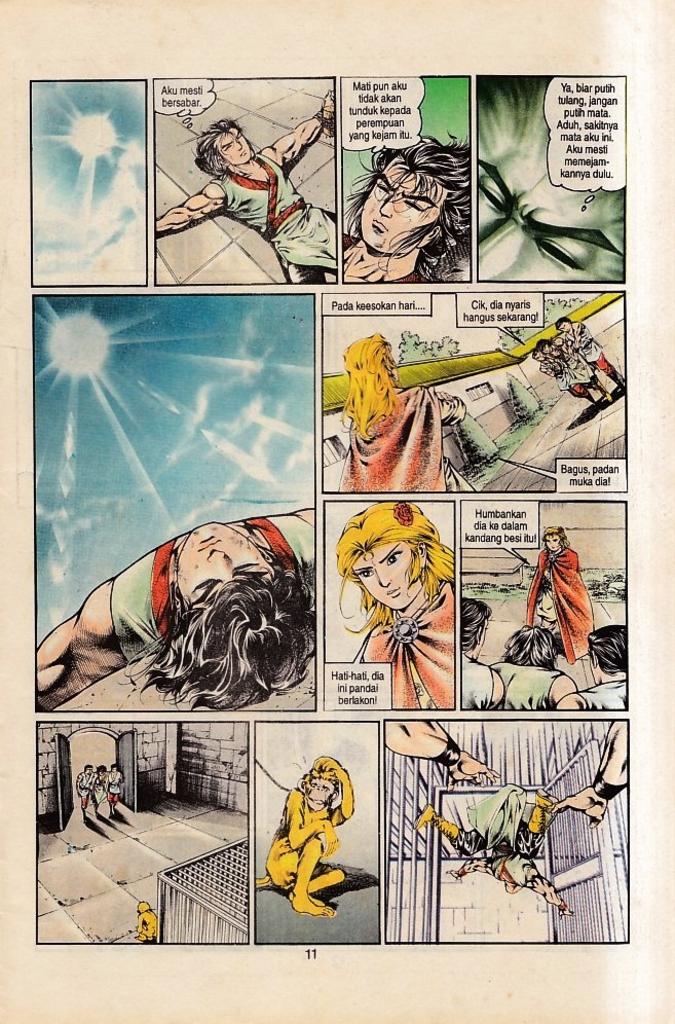 Aku mesti
bersabar.
Mati pun aku
tidak akan
tunduk kepada
perempuan
yang kejam itu.
Ya, biar putih
tulang, jangan
putih mata.
Aduh, sakitnya
mata aku ini.
Aku mesti
memejam-
kannya dulu.
Pada keesokan hari....
Cik, dia nyaris
hangus sekarang!
Bagus, padan
muka dia!
Hati-hati, dia
ini pandai
berlakon!
Humbankan
dia ke dalam
kandang besi itu!
11